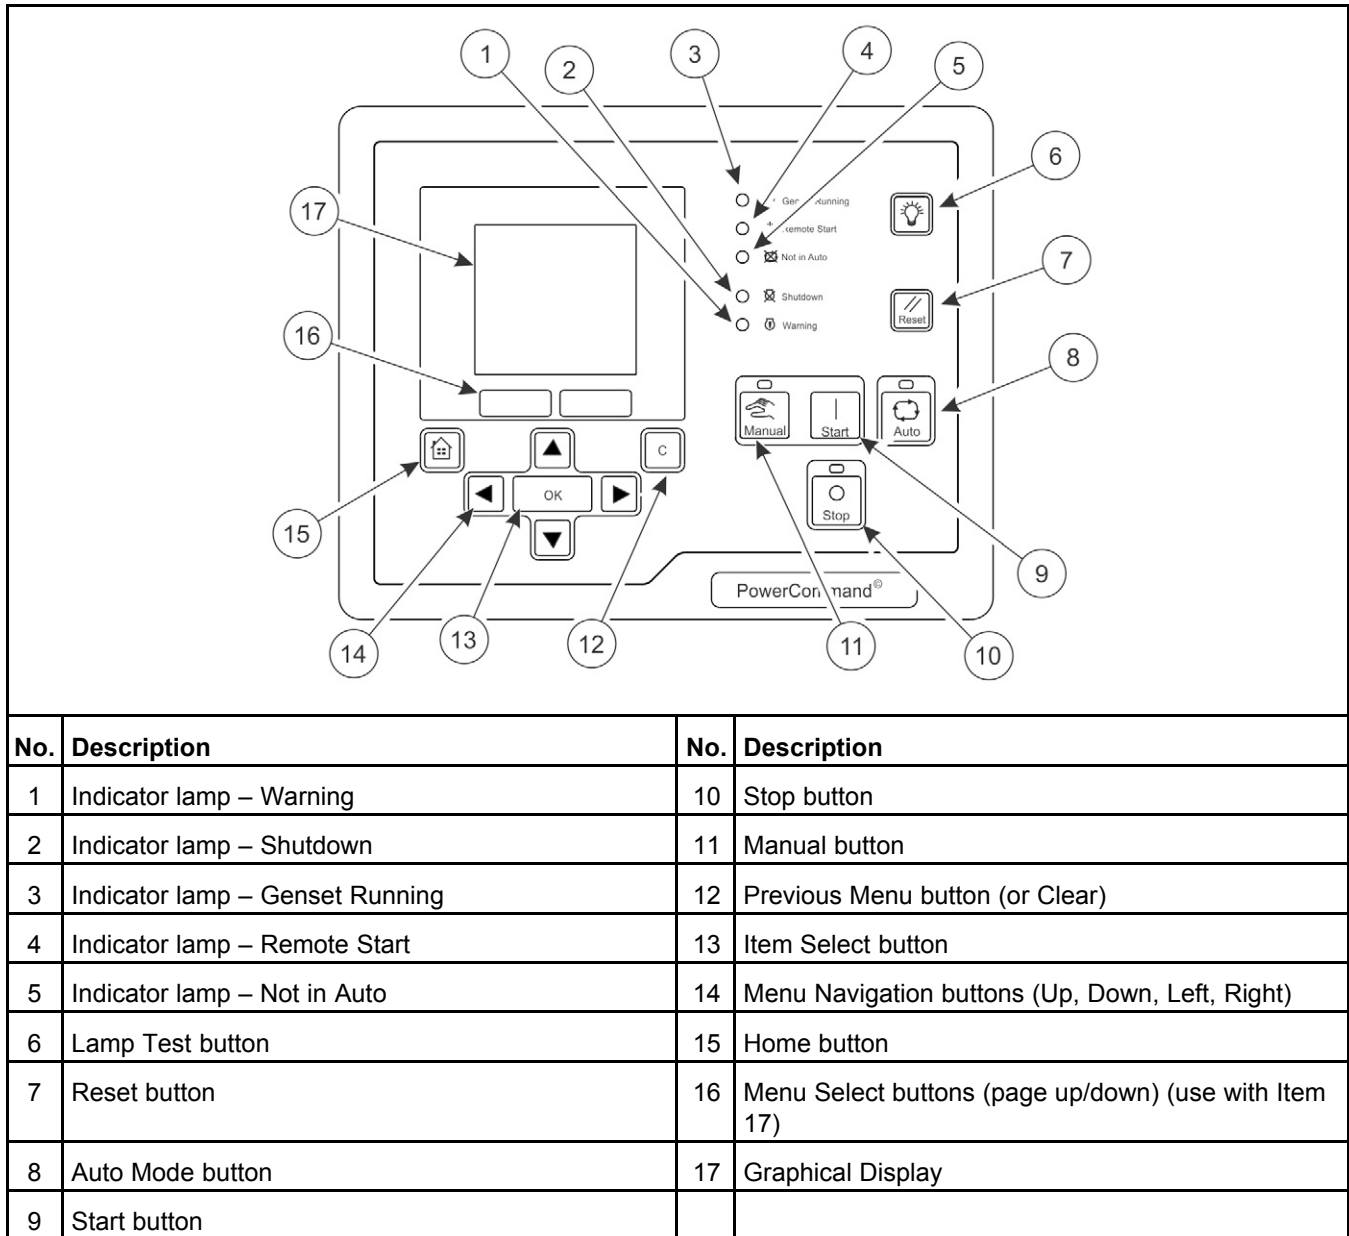 1
2
3
4
5
6
7
8
9
10
11
12
13
14
15
16
17
Genset Running
Remote Start
Not in Auto
Shutdown
Warning
Reset
Manual
Start
Auto
Stop
C
OK
PowerCommand©
No. Description No. Description
1 Indicator lamp – Warning 10 Stop button
2 Indicator lamp – Shutdown 11 Manual button
3 Indicator lamp – Genset Running 12 Previous Menu button (or Clear)
4 Indicator lamp – Remote Start 13 Item Select button
5 Indicator lamp – Not in Auto 14 Menu Navigation buttons (Up, Down, Left, Right)
6 Lamp Test button 15 Home button
7 Reset button 16 Menu Select buttons (page up/down) (use with Item
17)
8 Auto Mode button 17 Graphical Display
9 Start button